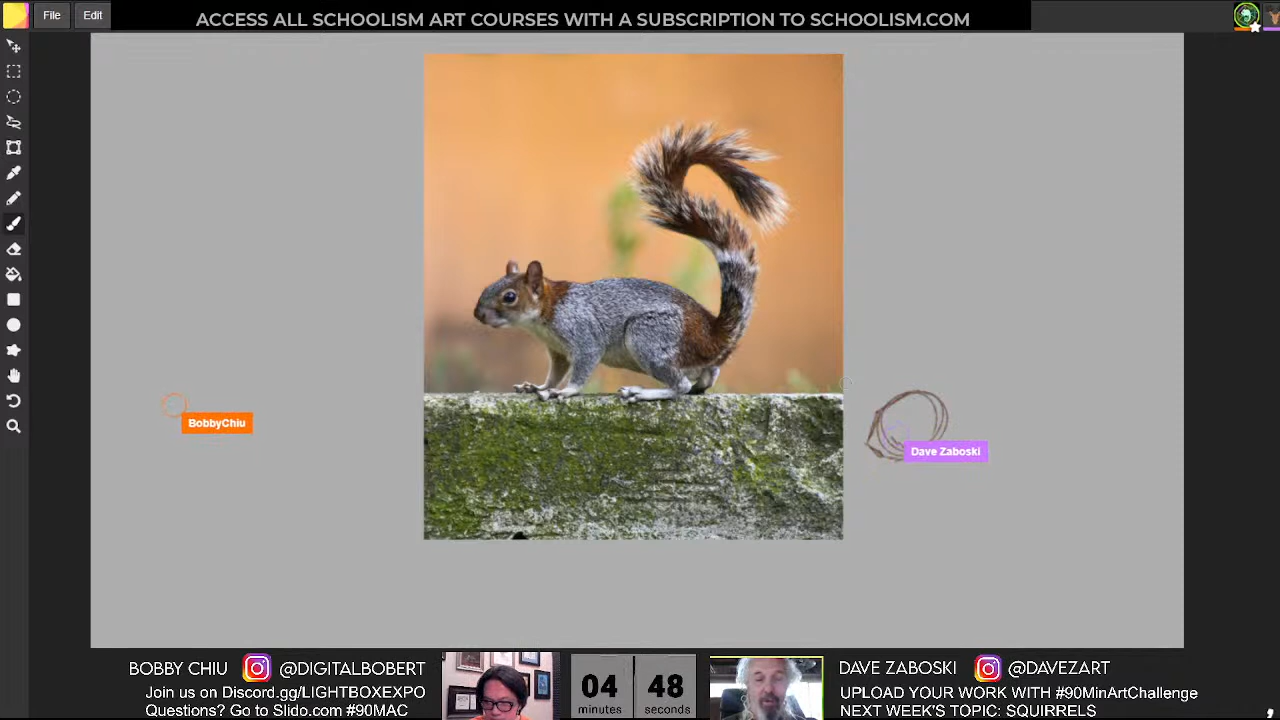 ACCESS ALL SCHOOLISM ART COURSES WITH A SUBSCRIPTION TO SCHOOLISM.COM
File Edit
BobbyChiu
Dave Zaboski
BOBBY CHIU @DIGITALBOBERT
Join us on Discord.gg/LIGHTBOXEXPO
Questions? Go to Slido.com #90MAC
04 48
minutes seconds
DAVE ZABOSKI @DAVEZART
UPLOAD YOUR WORK WITH #90MinArtChallenge
NEXT WEEK'S TOPIC: SQUIRRELS